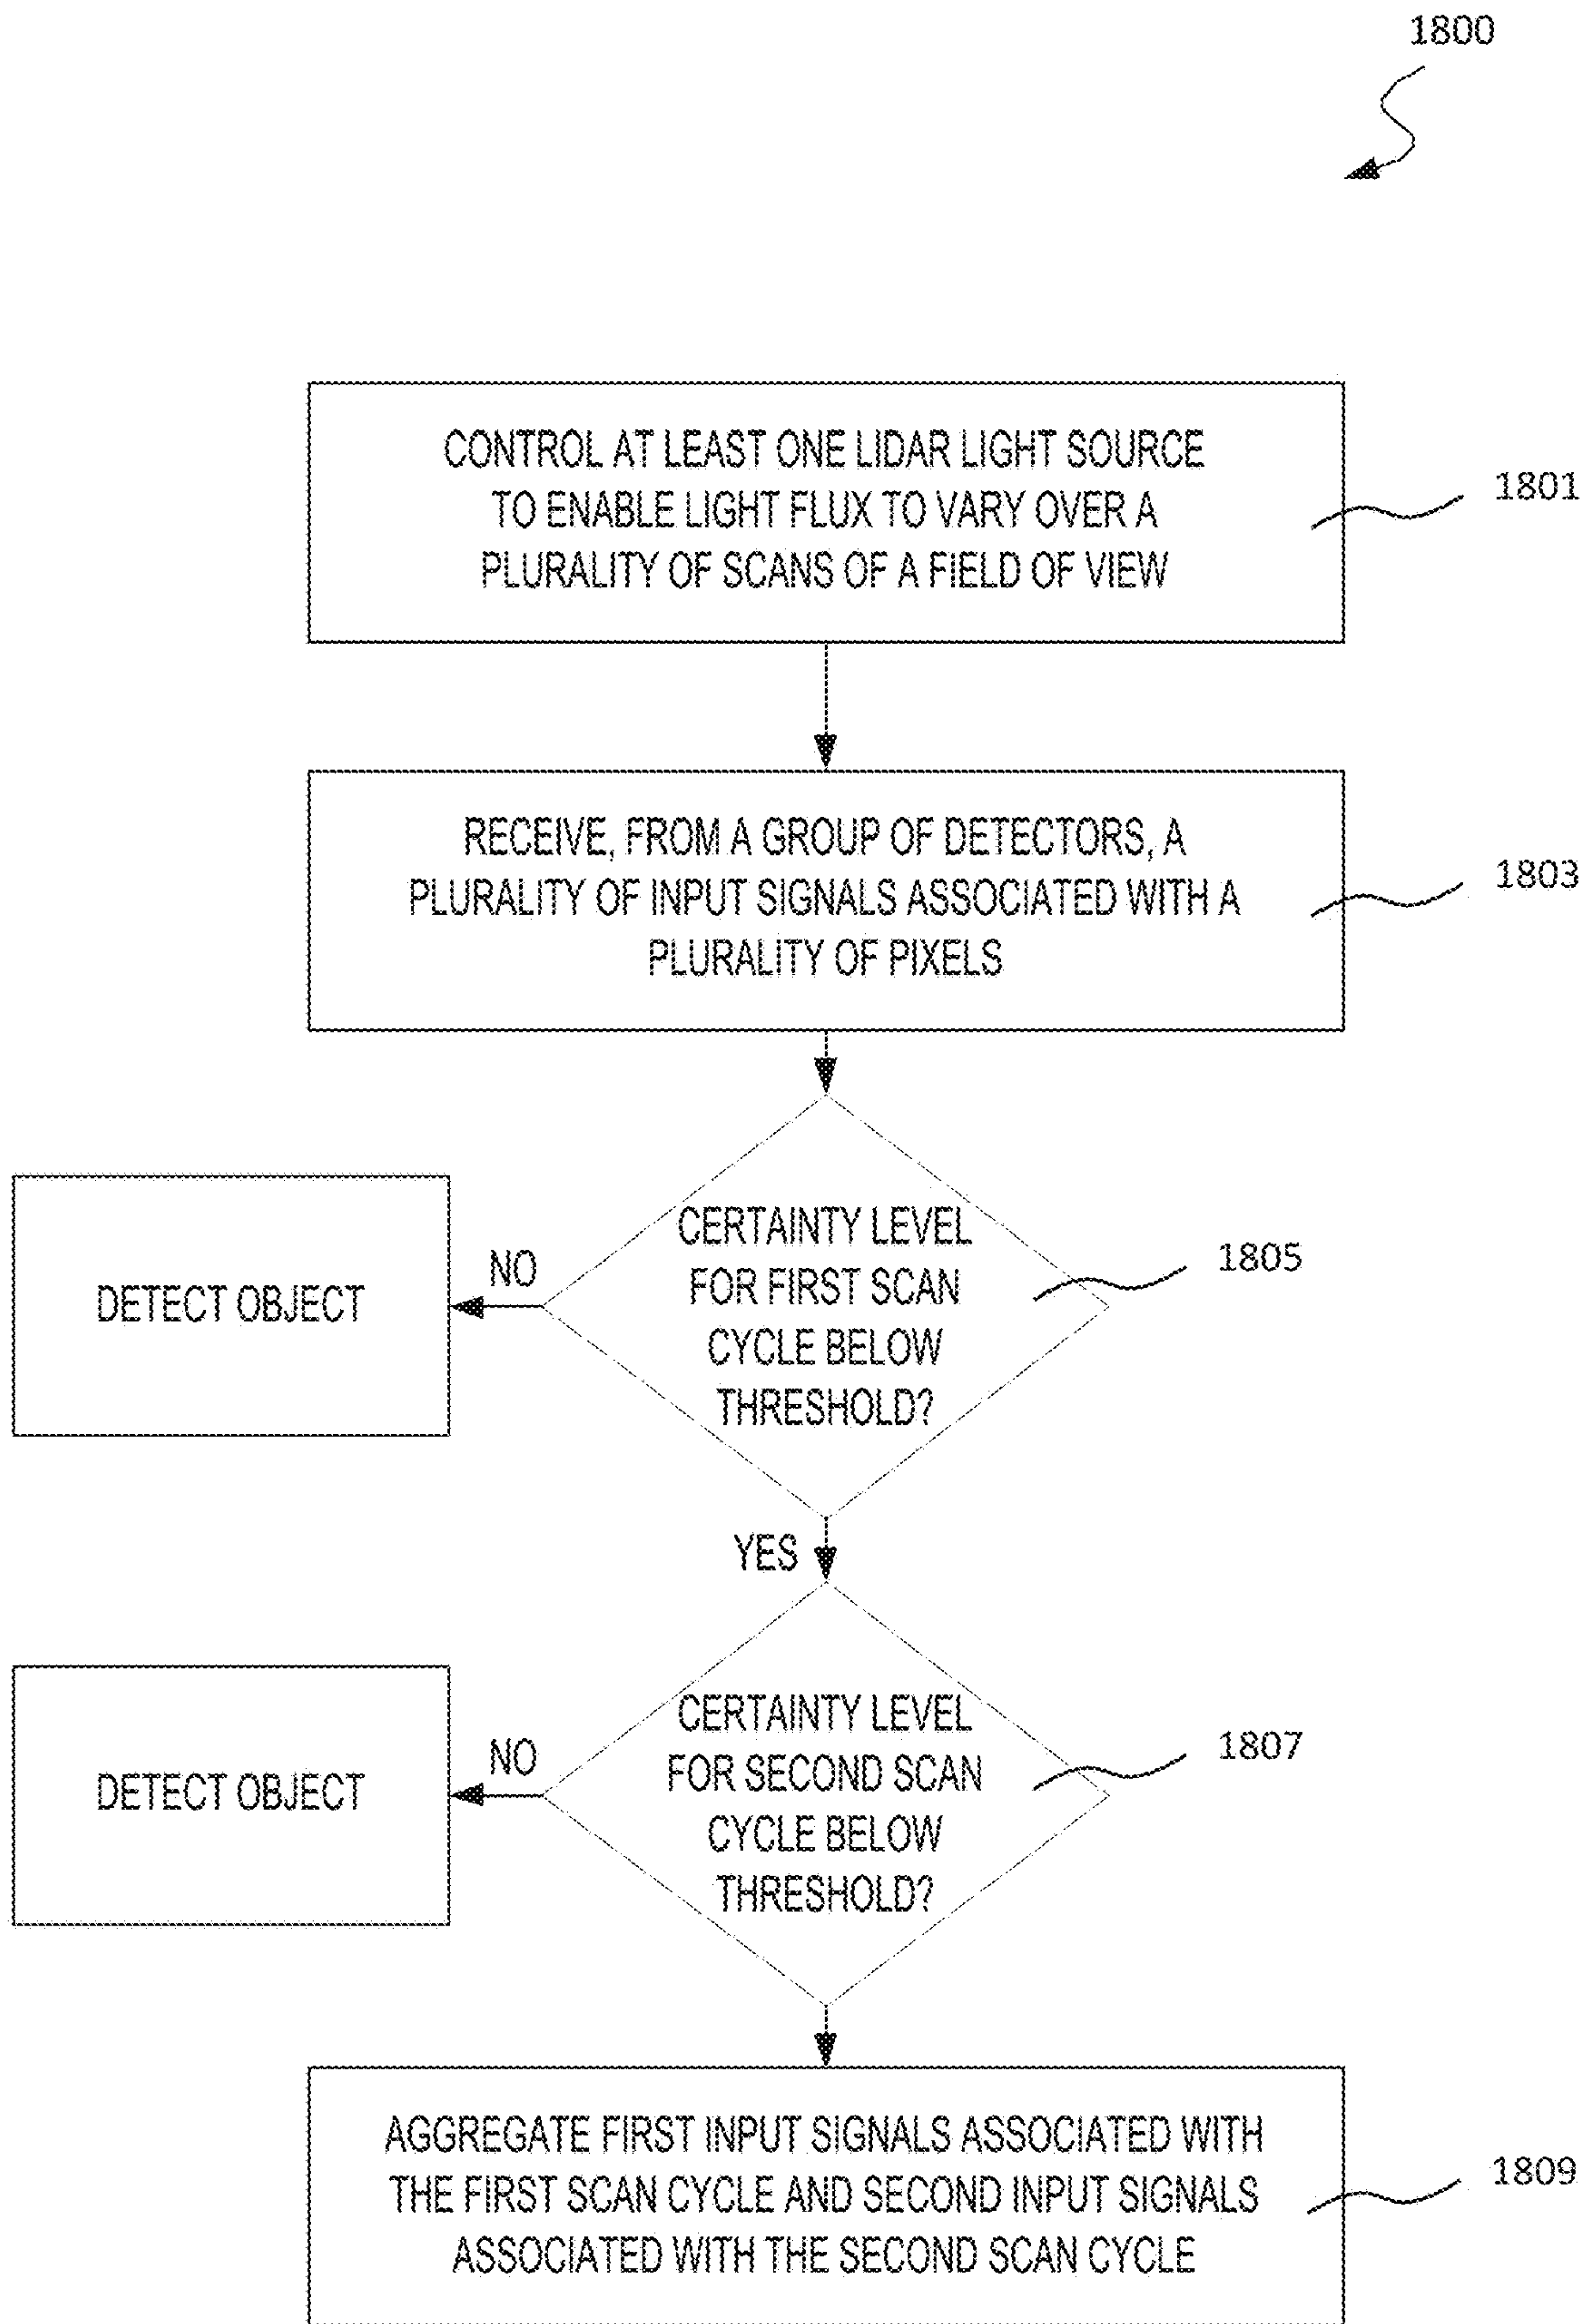 1800
CONTROL AT LEAST ONE LIDAR LIGHT SOURCE
TO ENABLE LIGHT FLUX TO VARY OVER A
PLURALITY OF SCANS OF A FIELD OF VIEW
1801
RECEIVE, FROM A GROUP OF DETECTORS, A
PLURALITY OF INPUT SIGNALS ASSOCIATED WITH A
PLURALITY OF PIXELS
1803
CERTAINTY LEVEL
FOR FIRST SCAN
CYCLE BELOW
THRESHOLD?
1805
NO
DETECT OBJECT
YES
CERTAINTY LEVEL
FOR SECOND SCAN
CYCLE BELOW
THRESHOLD?
1807
NO
DETECT OBJECT
AGGREGATE FIRST INPUT SIGNALS ASSOCIATED WITH
THE FIRST SCAN CYCLE AND SECOND INPUT SIGNALS
ASSOCIATED WITH THE SECOND SCAN CYCLE
1809